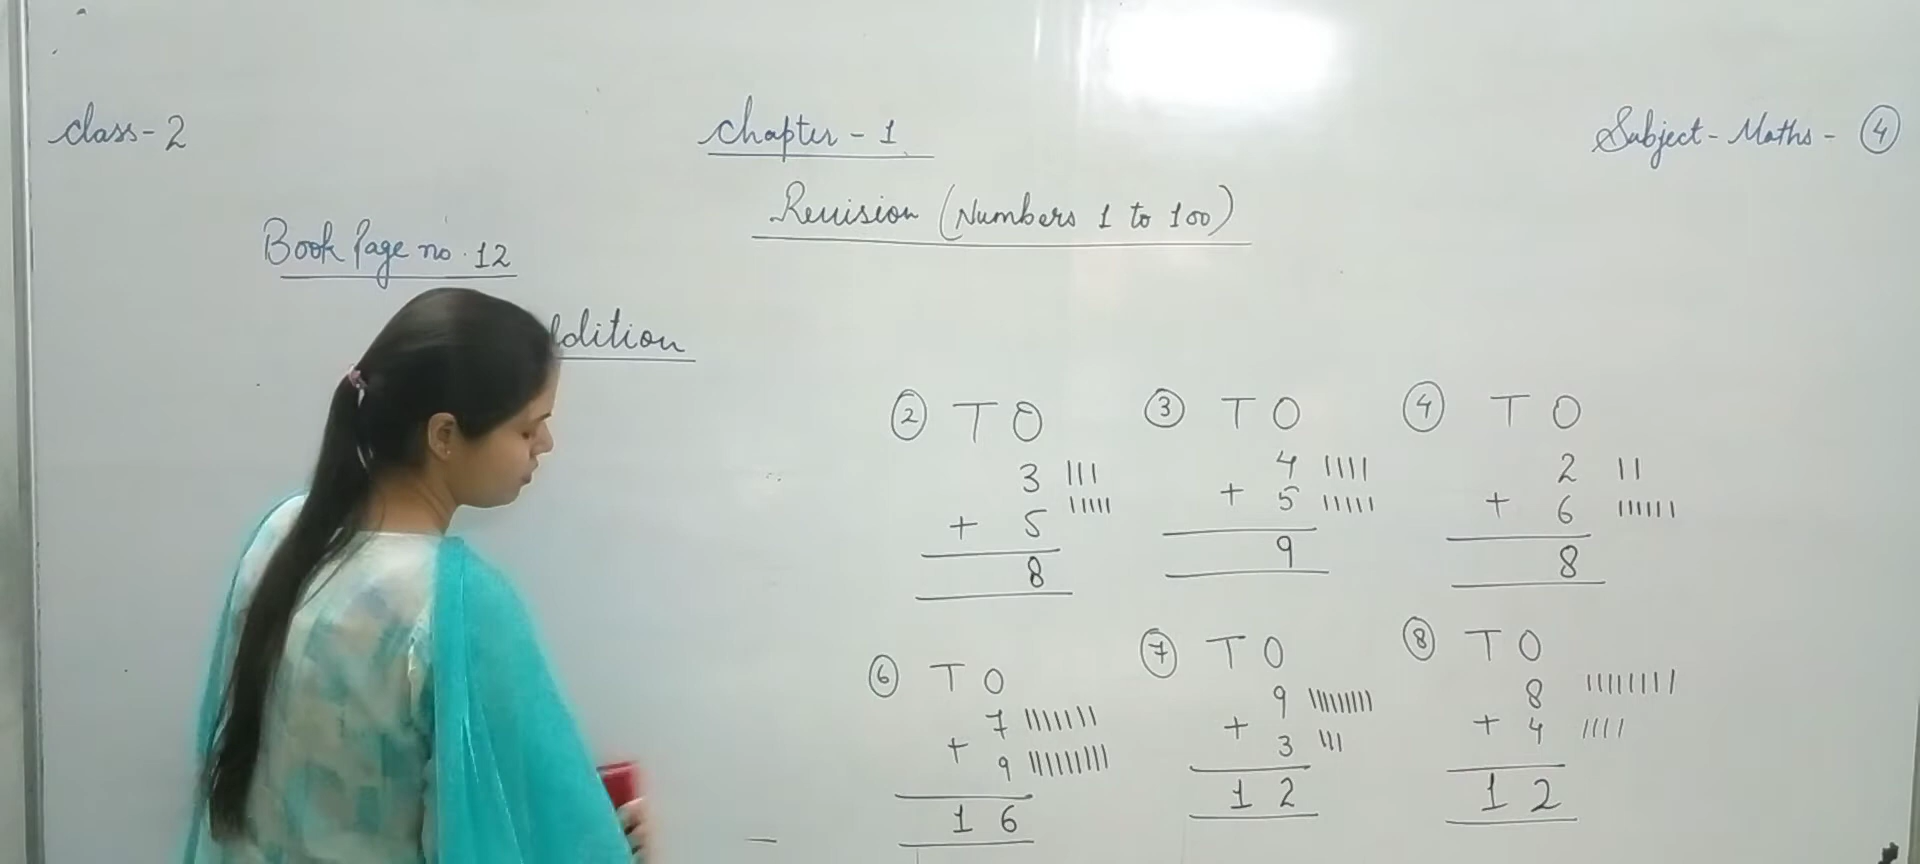 Class-2 Chapter - 1 Subject - Maths - 4
Revision (Numbers 1 to 100)
Book Page no. 12
ddition
2 T O 3 T O 4 T O
3 4 2
+ 5 + 5 + 6
8 9 8
6 T O 7 T O 8 T O
7 9 8
+ 9 + 3 + 4
1 6 1 2 1 2